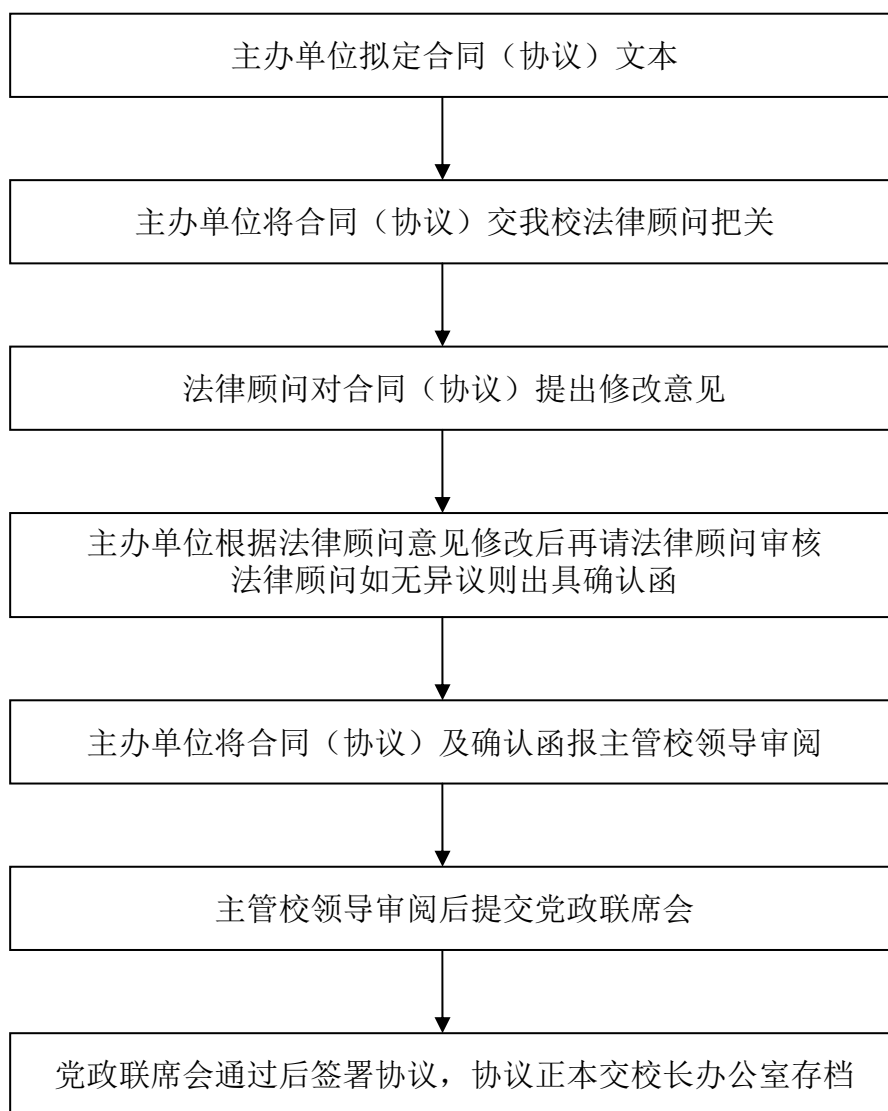 主办单位拟定合同（协议）文本
主办单位将合同（协议）交我校法律顾问把关
法律顾问对合同（协议）提出修改意见
主办单位根据法律顾问意见修改后再请法律顾问审核
法律顾问如无异议则出具确认函
主办单位将合同（协议）及确认函报主管校领导审阅
主管校领导审阅后提交党政联席会
党政联席会通过后签署协议，协议正本交校长办公室存档